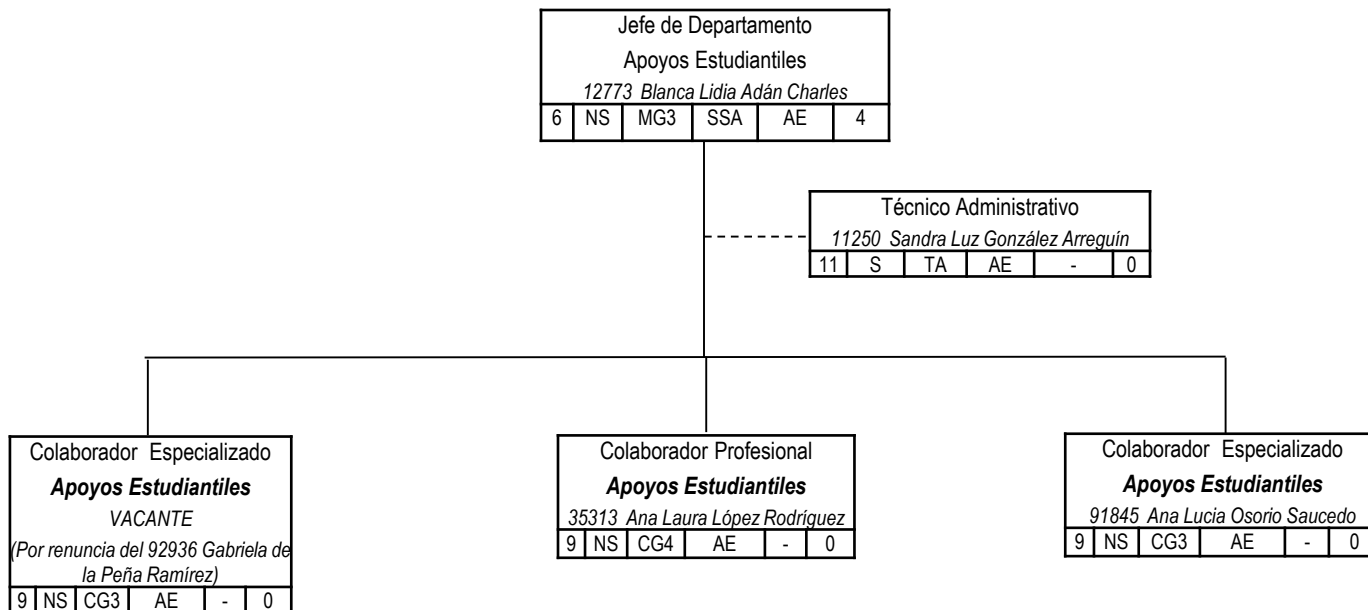 Jefe de Departamento
Apoyos Estudiantiles
12773 Blanca Lidia Adán Charles
6 NS MG3 SSA AE 4
Técnico Administrativo
11250 Sandra Luz González Arreguín
11 S TA AE - 0
Colaborador Especializado
Apoyos Estudiantiles
VACANTE
(Por renuncia del 92936 Gabriela de
la Peña Ramírez)
9 NS CG3 AE - 0
Colaborador Profesional
Apoyos Estudiantiles
35313 Ana Laura López Rodríguez
9 NS CG4 AE - 0
Colaborador Especializado
Apoyos Estudiantiles
91845 Ana Lucia Osorio Saucedo
9 NS CG3 AE - 0